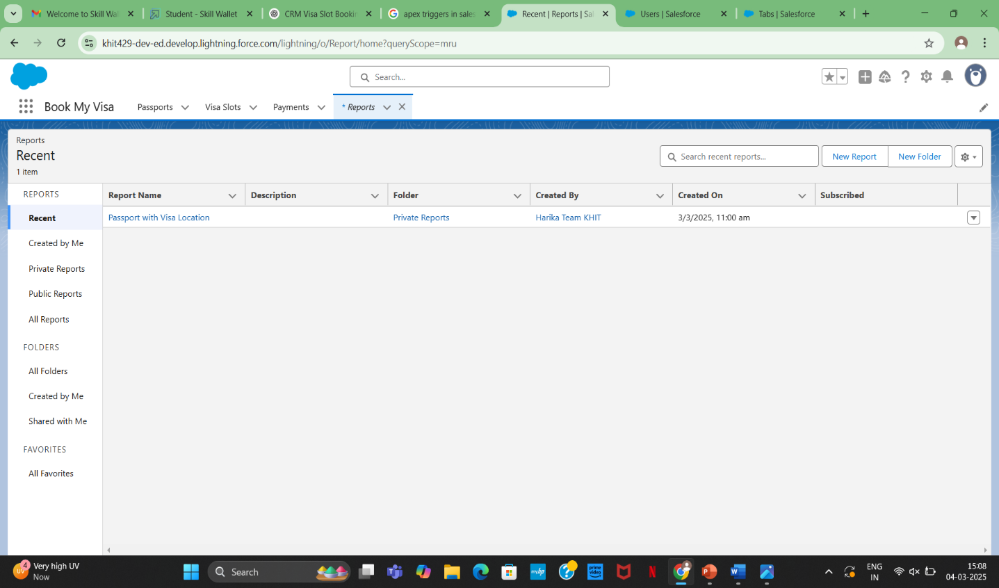 Welcome to Skill Wal
Student - Skill Wallet
CRM Visa Slot Bookin
apex triggers in sales
Recent | Reports | Sal
Users | Salesforce
Tabs | Salesforce
khit429-dev-ed.develop.lightning.force.com/lightning/o/Report/home?queryScope=mru
Search...
Book My Visa
Passports
Visa Slots
Payments
* Reports
Reports
Recent
1 item
Search recent reports...
New Report
New Folder
REPORTS
Recent
Created by Me
Private Reports
Public Reports
All Reports
FOLDERS
All Folders
Created by Me
Shared with Me
FAVORITES
All Favorites
Report Name Description Folder Created By Created On Subscribed
Passport with Visa Location Private Reports Harika Team KHIT 3/3/2025, 11:00 am
4
UV
Very high UV
Now
Search
myhp
prime video
ENG
IN
15:08
04-03-2025